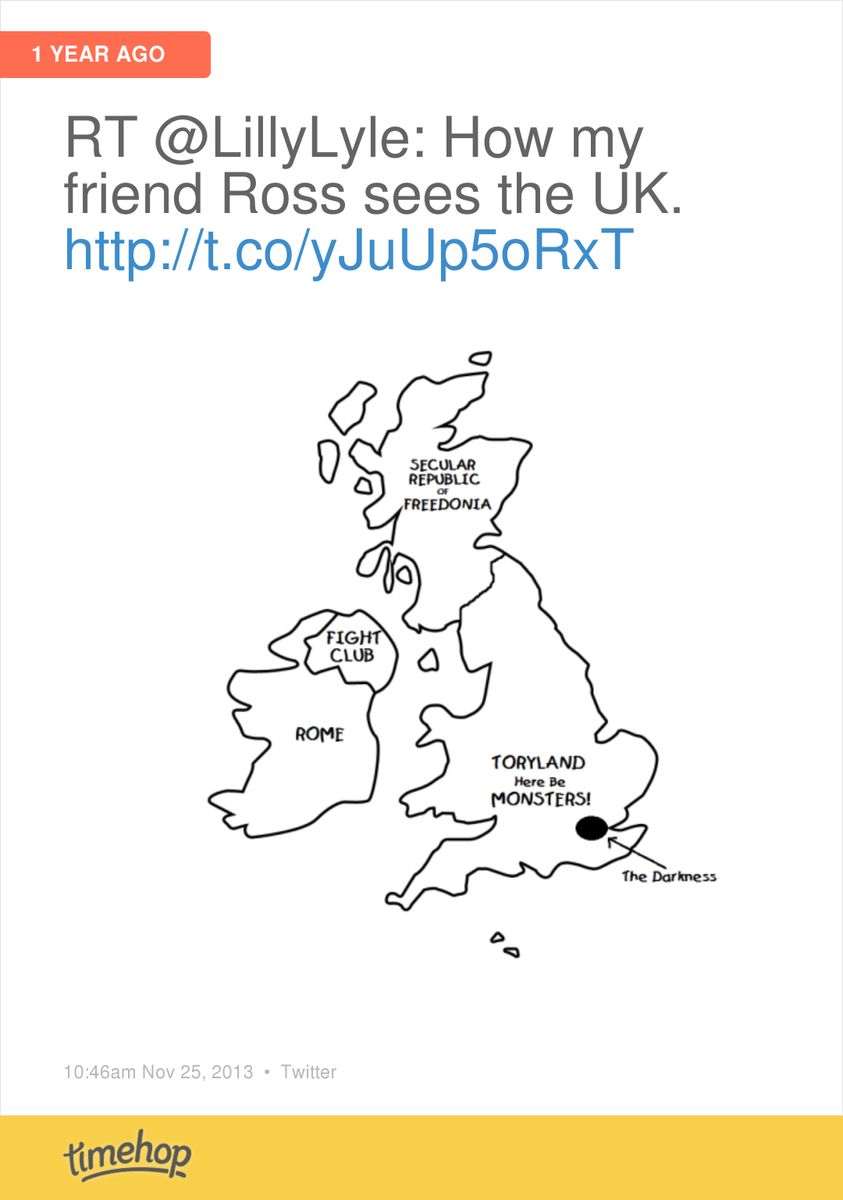 1 YEAR AGO
RT @LillyLyle: How my
friend Ross sees the UK.
http://t.co/yJuUp5oRxT
SECULAR
REPUBLIC
OF
FREEDONIA
FIGHT
CLUB
ROME
TORYLAND
Here Be
MONSTERS!
The Darkness
10:46am Nov 25, 2013 • Twitter
timehop